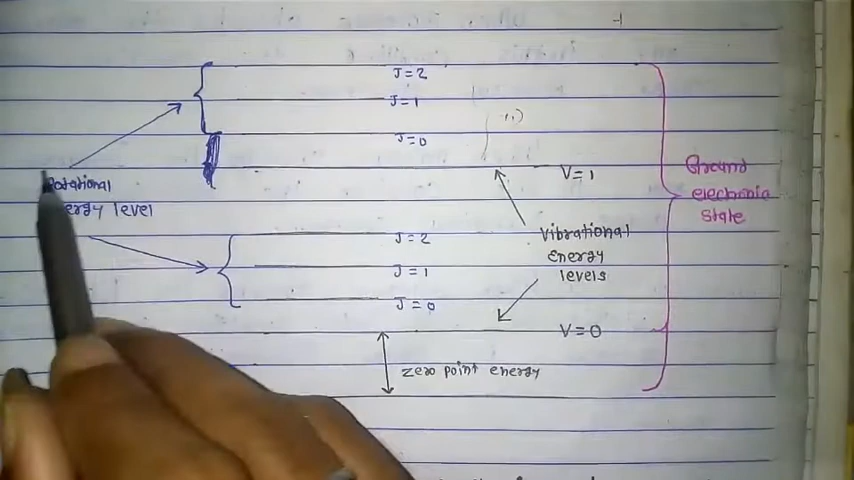 J=2
J=1
J=0
V=1
Rotational
energy level
Ground
electronic
state
Vibrational
energy
levels
J=2
J=1
J=0
V=0
zero point energy